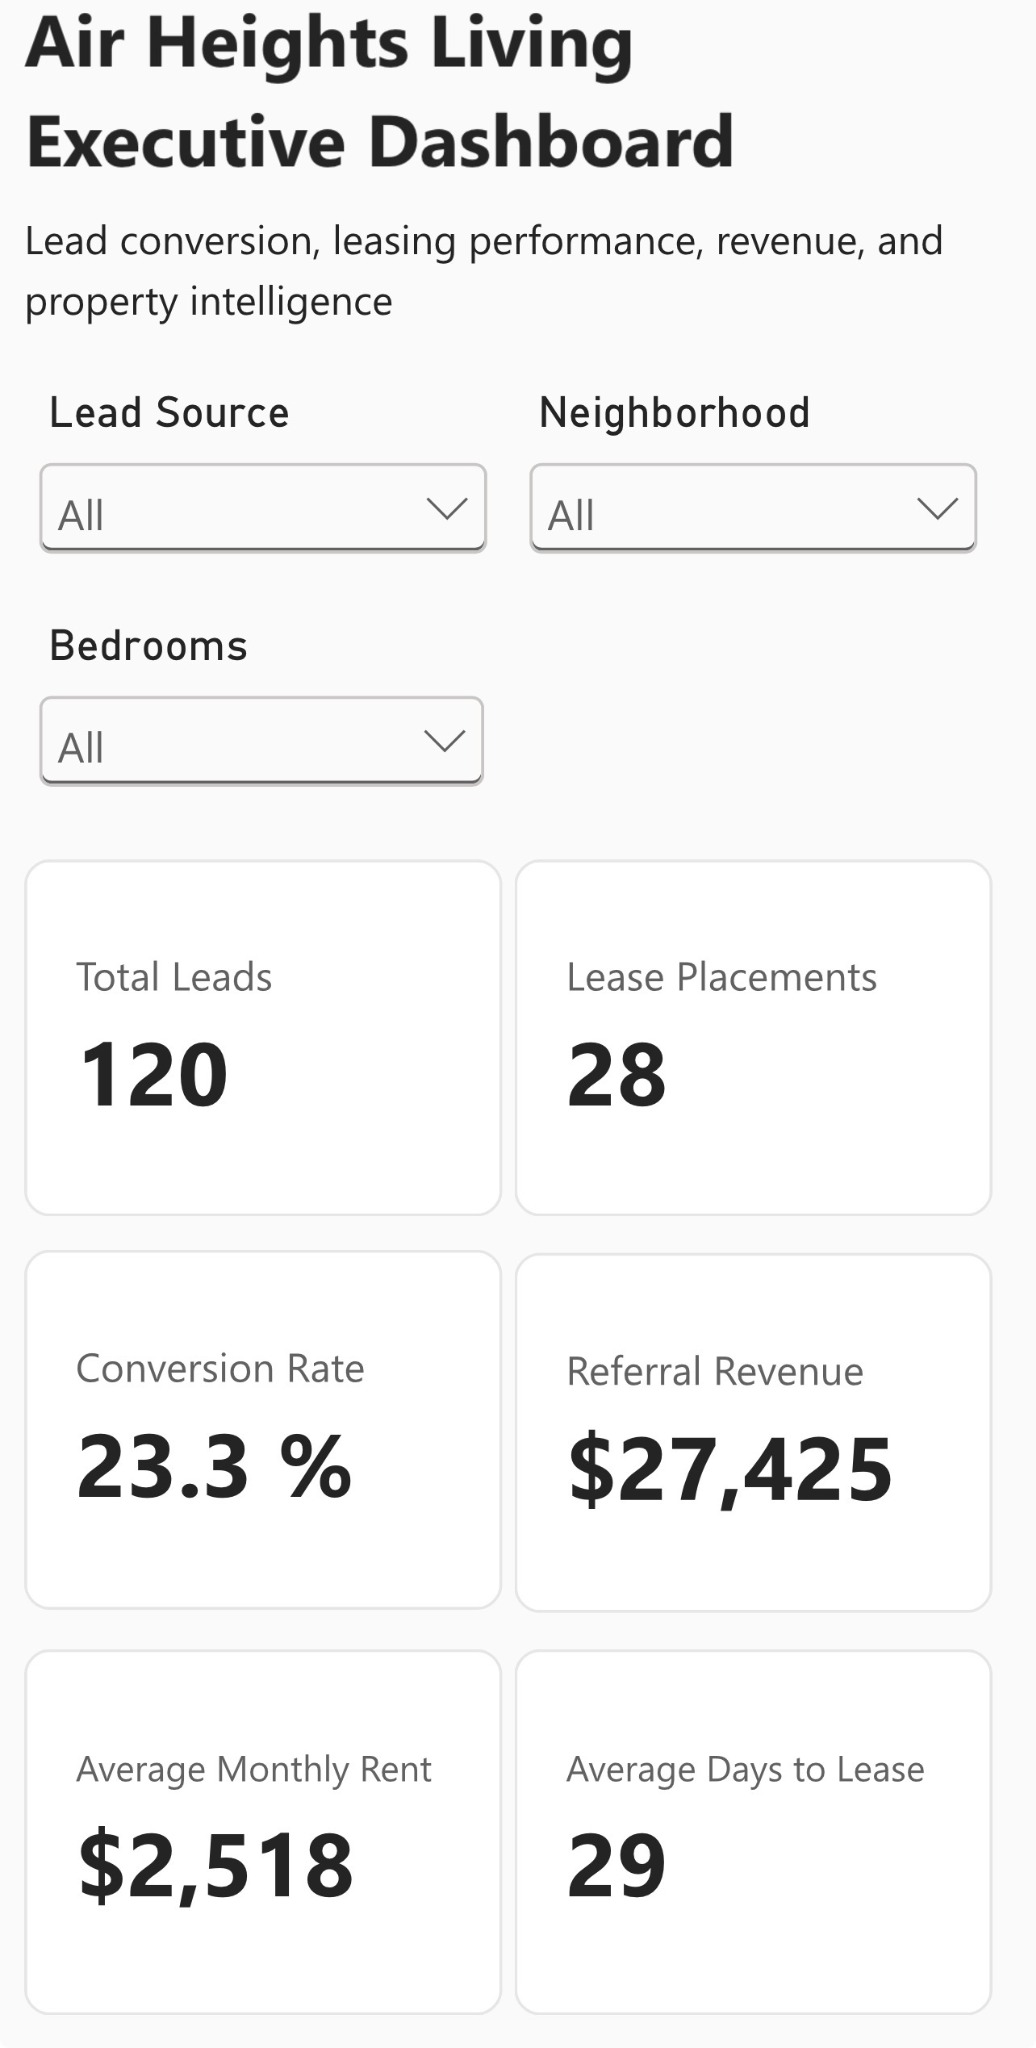 Air Heights Living
Executive Dashboard
Lead conversion, leasing performance, revenue, and
property intelligence
Lead Source
Neighborhood
All
All
Bedrooms
All
Total Leads
120
Lease Placements
28
Conversion Rate
23.3 %
Referral Revenue
$27,425
Average Monthly Rent
$2,518
Average Days to Lease
29